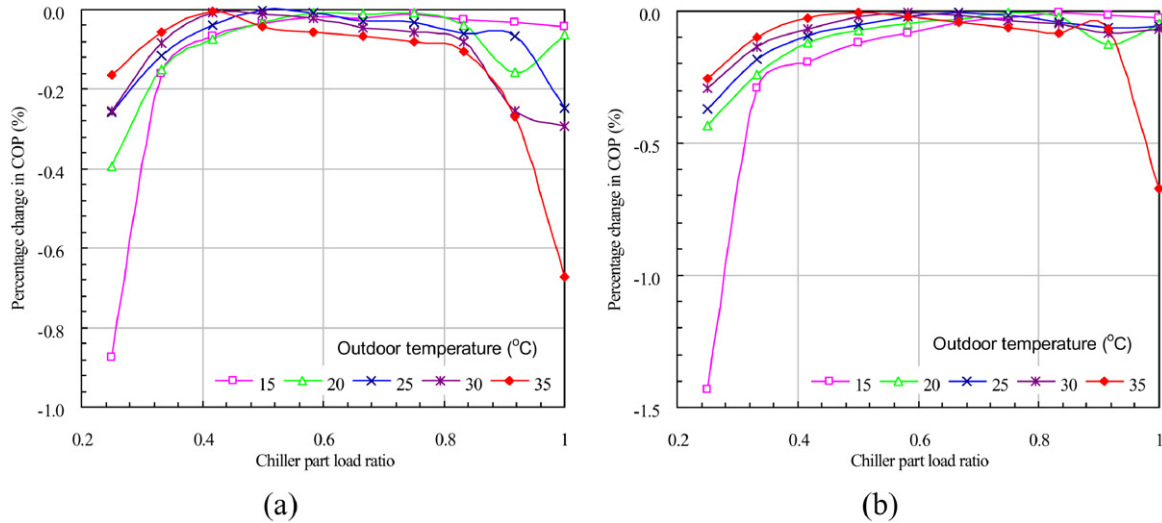 Percentage change in COP (%)
0.0
-0.2
-0.4
-0.6
-0.8
-1.0
Outdoor temperature (°C)
15 20 25 30 35
0.2 0.4 0.6 0.8 1
Chiller part load ratio
(a)
Percentage change in COP (%)
0.0
-0.5
-1.0
-1.5
Outdoor temperature (°C)
15 20 25 30 35
0.2 0.4 0.6 0.8 1
Chiller part load ratio
(b)